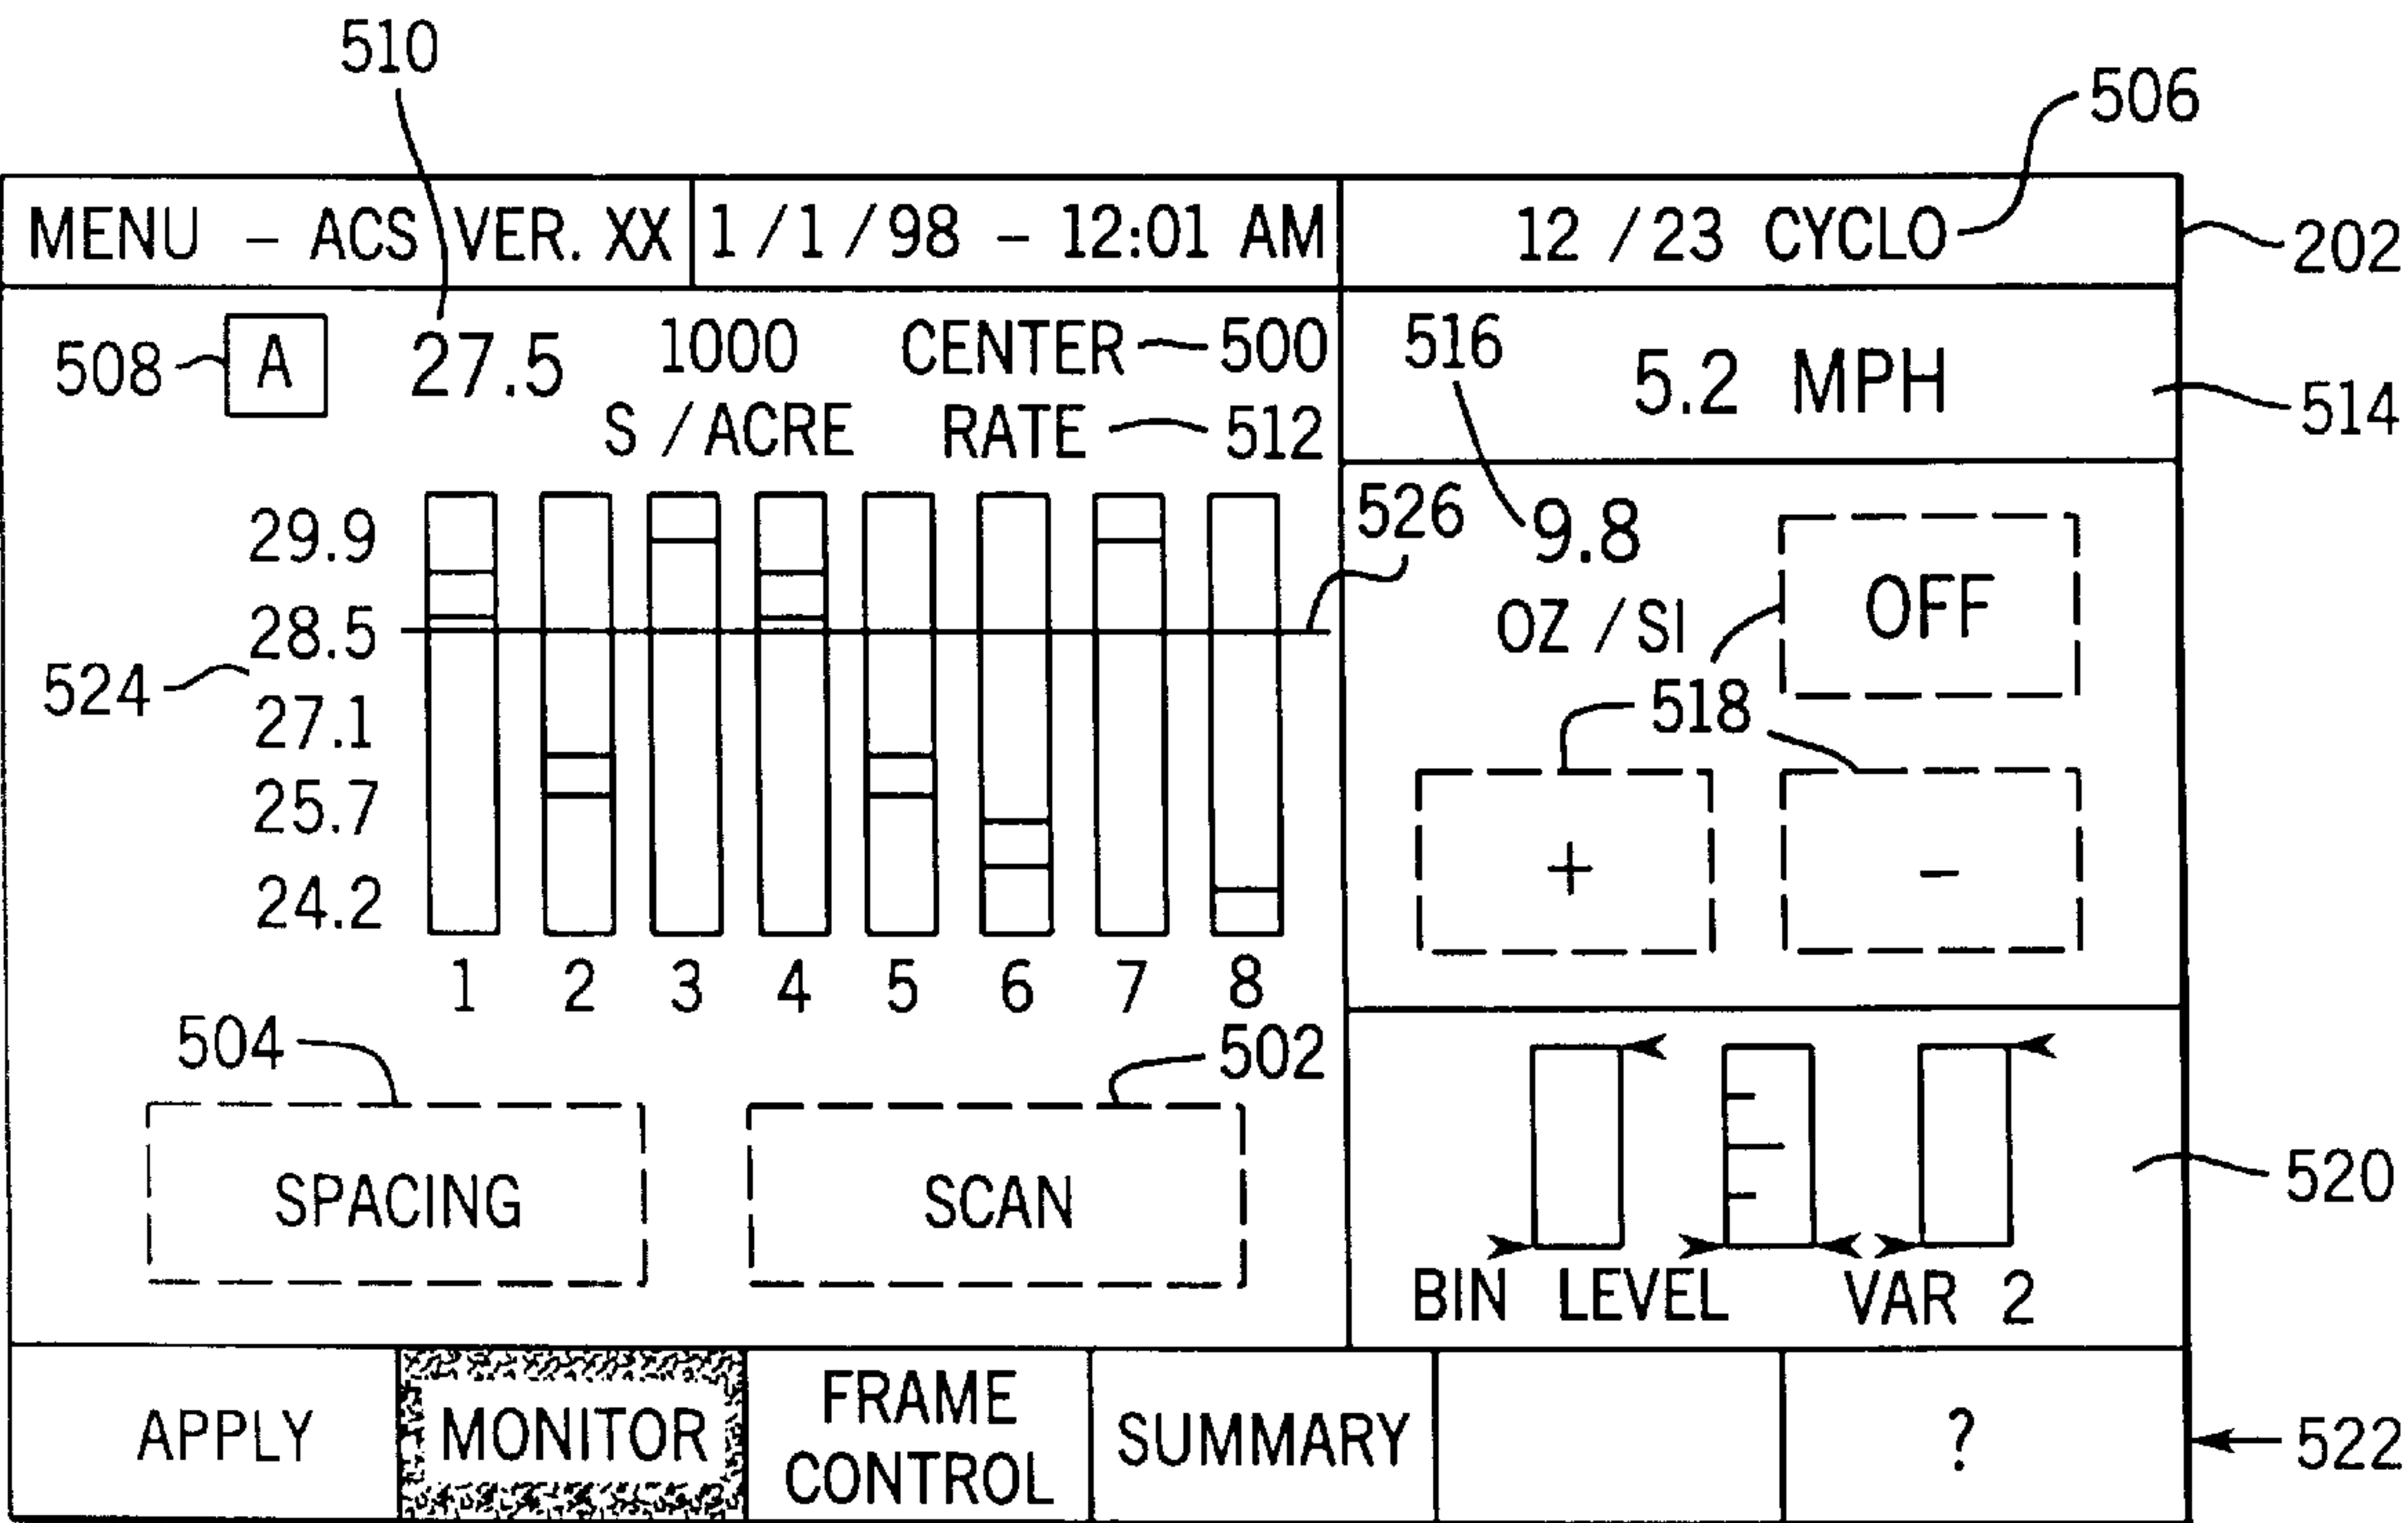 510
506
MENU – ACS VER. XX
1/1/98 – 12:01 AM
12/23 CYCLO
202
508
A
27.5
1000
CENTER
500
S/ACRE
RATE
512
516
5.2 MPH
514
29.9
28.5
27.1
25.7
24.2
524
526
9.8
OZ/SI
OFF
518
+
–
1 2 3 4 5 6 7 8
504
502
SPACING
SCAN
BIN LEVEL
VAR 2
520
APPLY
MONITOR
FRAME
CONTROL
SUMMARY
?
522